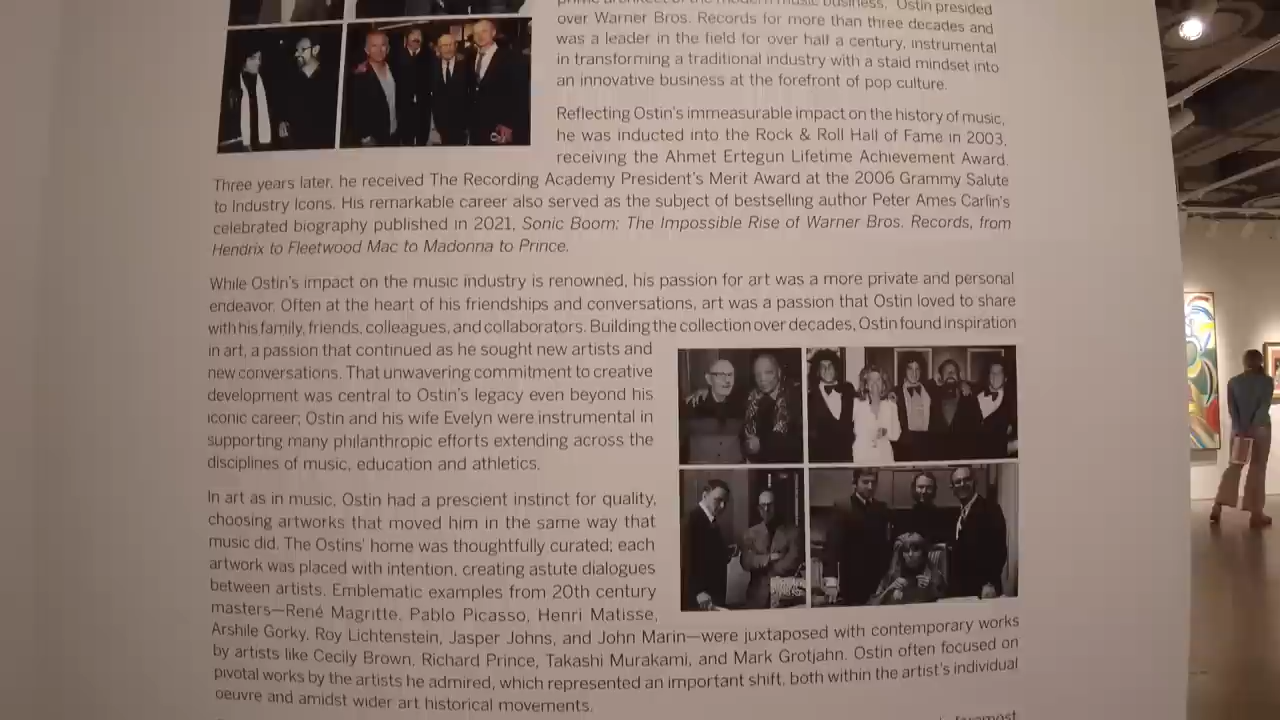 music business, Ostin presided
over Warner Bros. Records for more than three decades and
was a leader in the field for over half a century, instrumental
in transforming a traditional industry with a staid mindset into
an innovative business at the forefront of pop culture.
Reflecting Ostin's immeasurable impact on the history of music,
he was inducted into the Rock & Roll Hall of Fame in 2003,
receiving the Ahmet Ertegun Lifetime Achievement Award.
Three years later, he received The Recording Academy President's Merit Award at the 2006 Grammy Salute
to Industry Icons. His remarkable career also served as the subject of bestselling author Peter Ames Carlin's
celebrated biography published in 2021, Sonic Boom: The Impossible Rise of Warner Bros. Records, from
Hendrix to Fleetwood Mac to Madonna to Prince.
While Ostin's impact on the music industry is renowned, his passion for art was a more private and personal
endeavor. Often at the heart of his friendships and conversations, art was a passion that Ostin loved to share
with his family, friends, colleagues, and collaborators. Building the collection over decades, Ostin found inspiration
in art, a passion that continued as he sought new artists and
new conversations. That unwavering commitment to creative
development was central to Ostin's legacy even beyond his
iconic career; Ostin and his wife Evelyn were instrumental in
supporting many philanthropic efforts extending across the
disciplines of music, education and athletics.
In art as in music, Ostin had a prescient instinct for quality,
choosing artworks that moved him in the same way that
music did. The Ostins' home was thoughtfully curated; each
artwork was placed with intention, creating astute dialogues
between artists. Emblematic examples from 20th century
masters—René Magritte, Pablo Picasso, Henri Matisse,
Arshile Gorky, Roy Lichtenstein, Jasper Johns, and John Marin—were juxtaposed with contemporary works
by artists like Cecily Brown, Richard Prince, Takashi Murakami, and Mark Grotjahn. Ostin often focused on
pivotal works by the artists he admired, which represented an important shift, both within the artist's individual
oeuvre and amidst wider art historical movements.
foremost